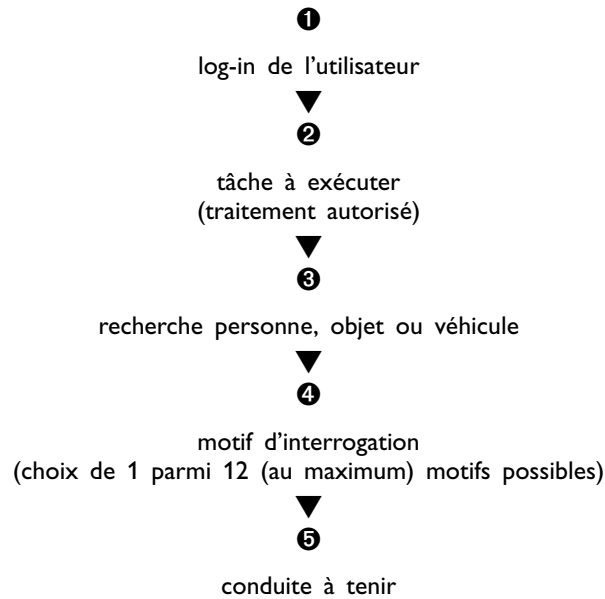 ❶
log-in de l'utilisateur
▼
❷
tâche à exécuter
(traitement autorisé)
▼
❸
recherche personne, objet ou véhicule
▼
❹
motif d'interrogation
(choix de 1 parmi 12 (au maximum) motifs possibles)
▼
❺
conduite à tenir